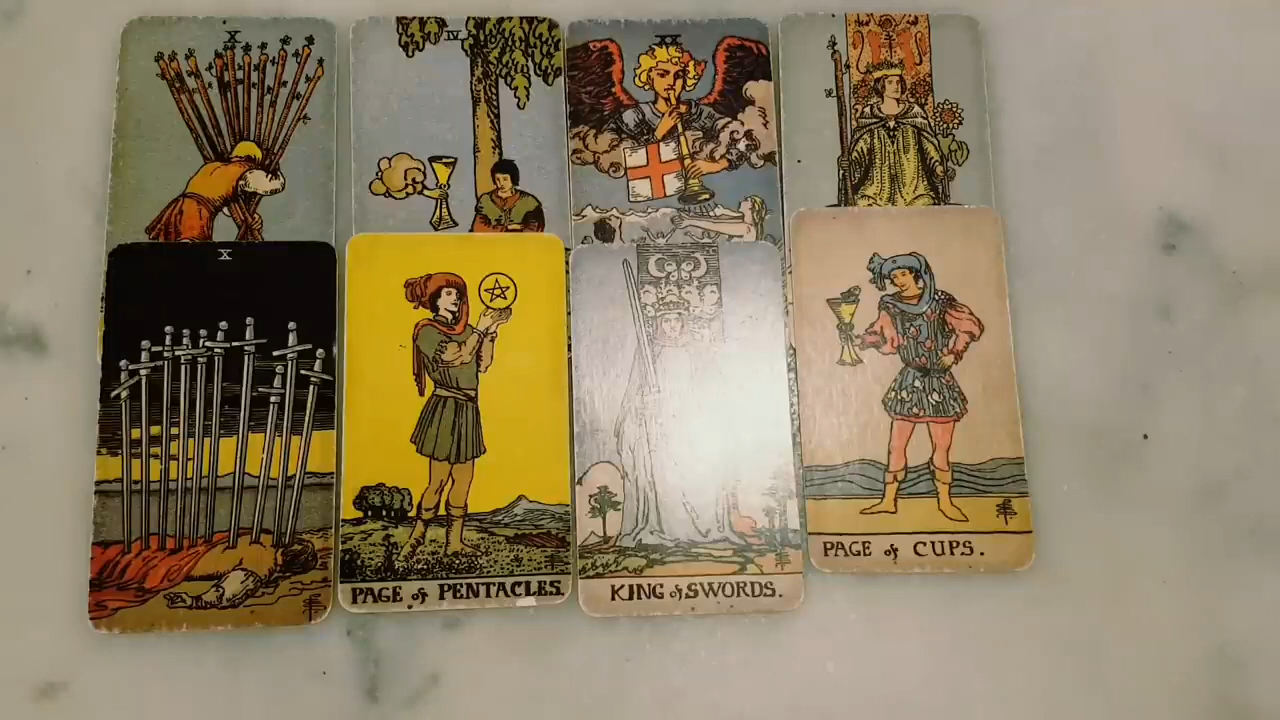 X
IV
XX
X
PAGE of PENTACLES.
KING of SWORDS.
PAGE of CUPS.